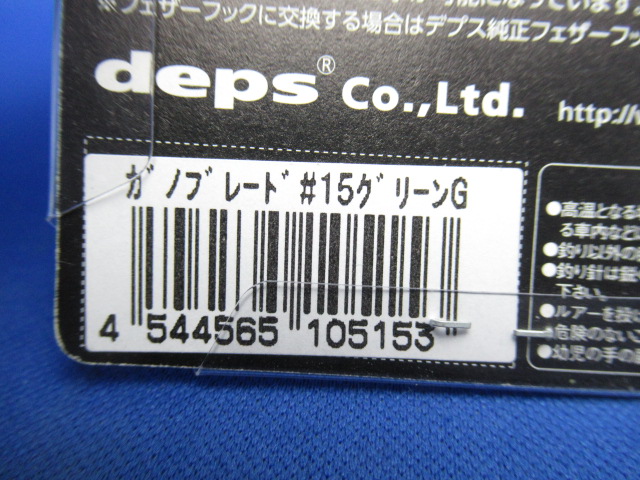 ※フェザーフックに交換する場合はデプス純正フェザーフッ
deps® Co.,Ltd.
http://
ガノブレード#15グリーンG
4 544565 105153
●高温となる
る車内など
●釣り以外の
●釣り針は
下さい。
●ルアーを投
●危険のない
●幼児の手の